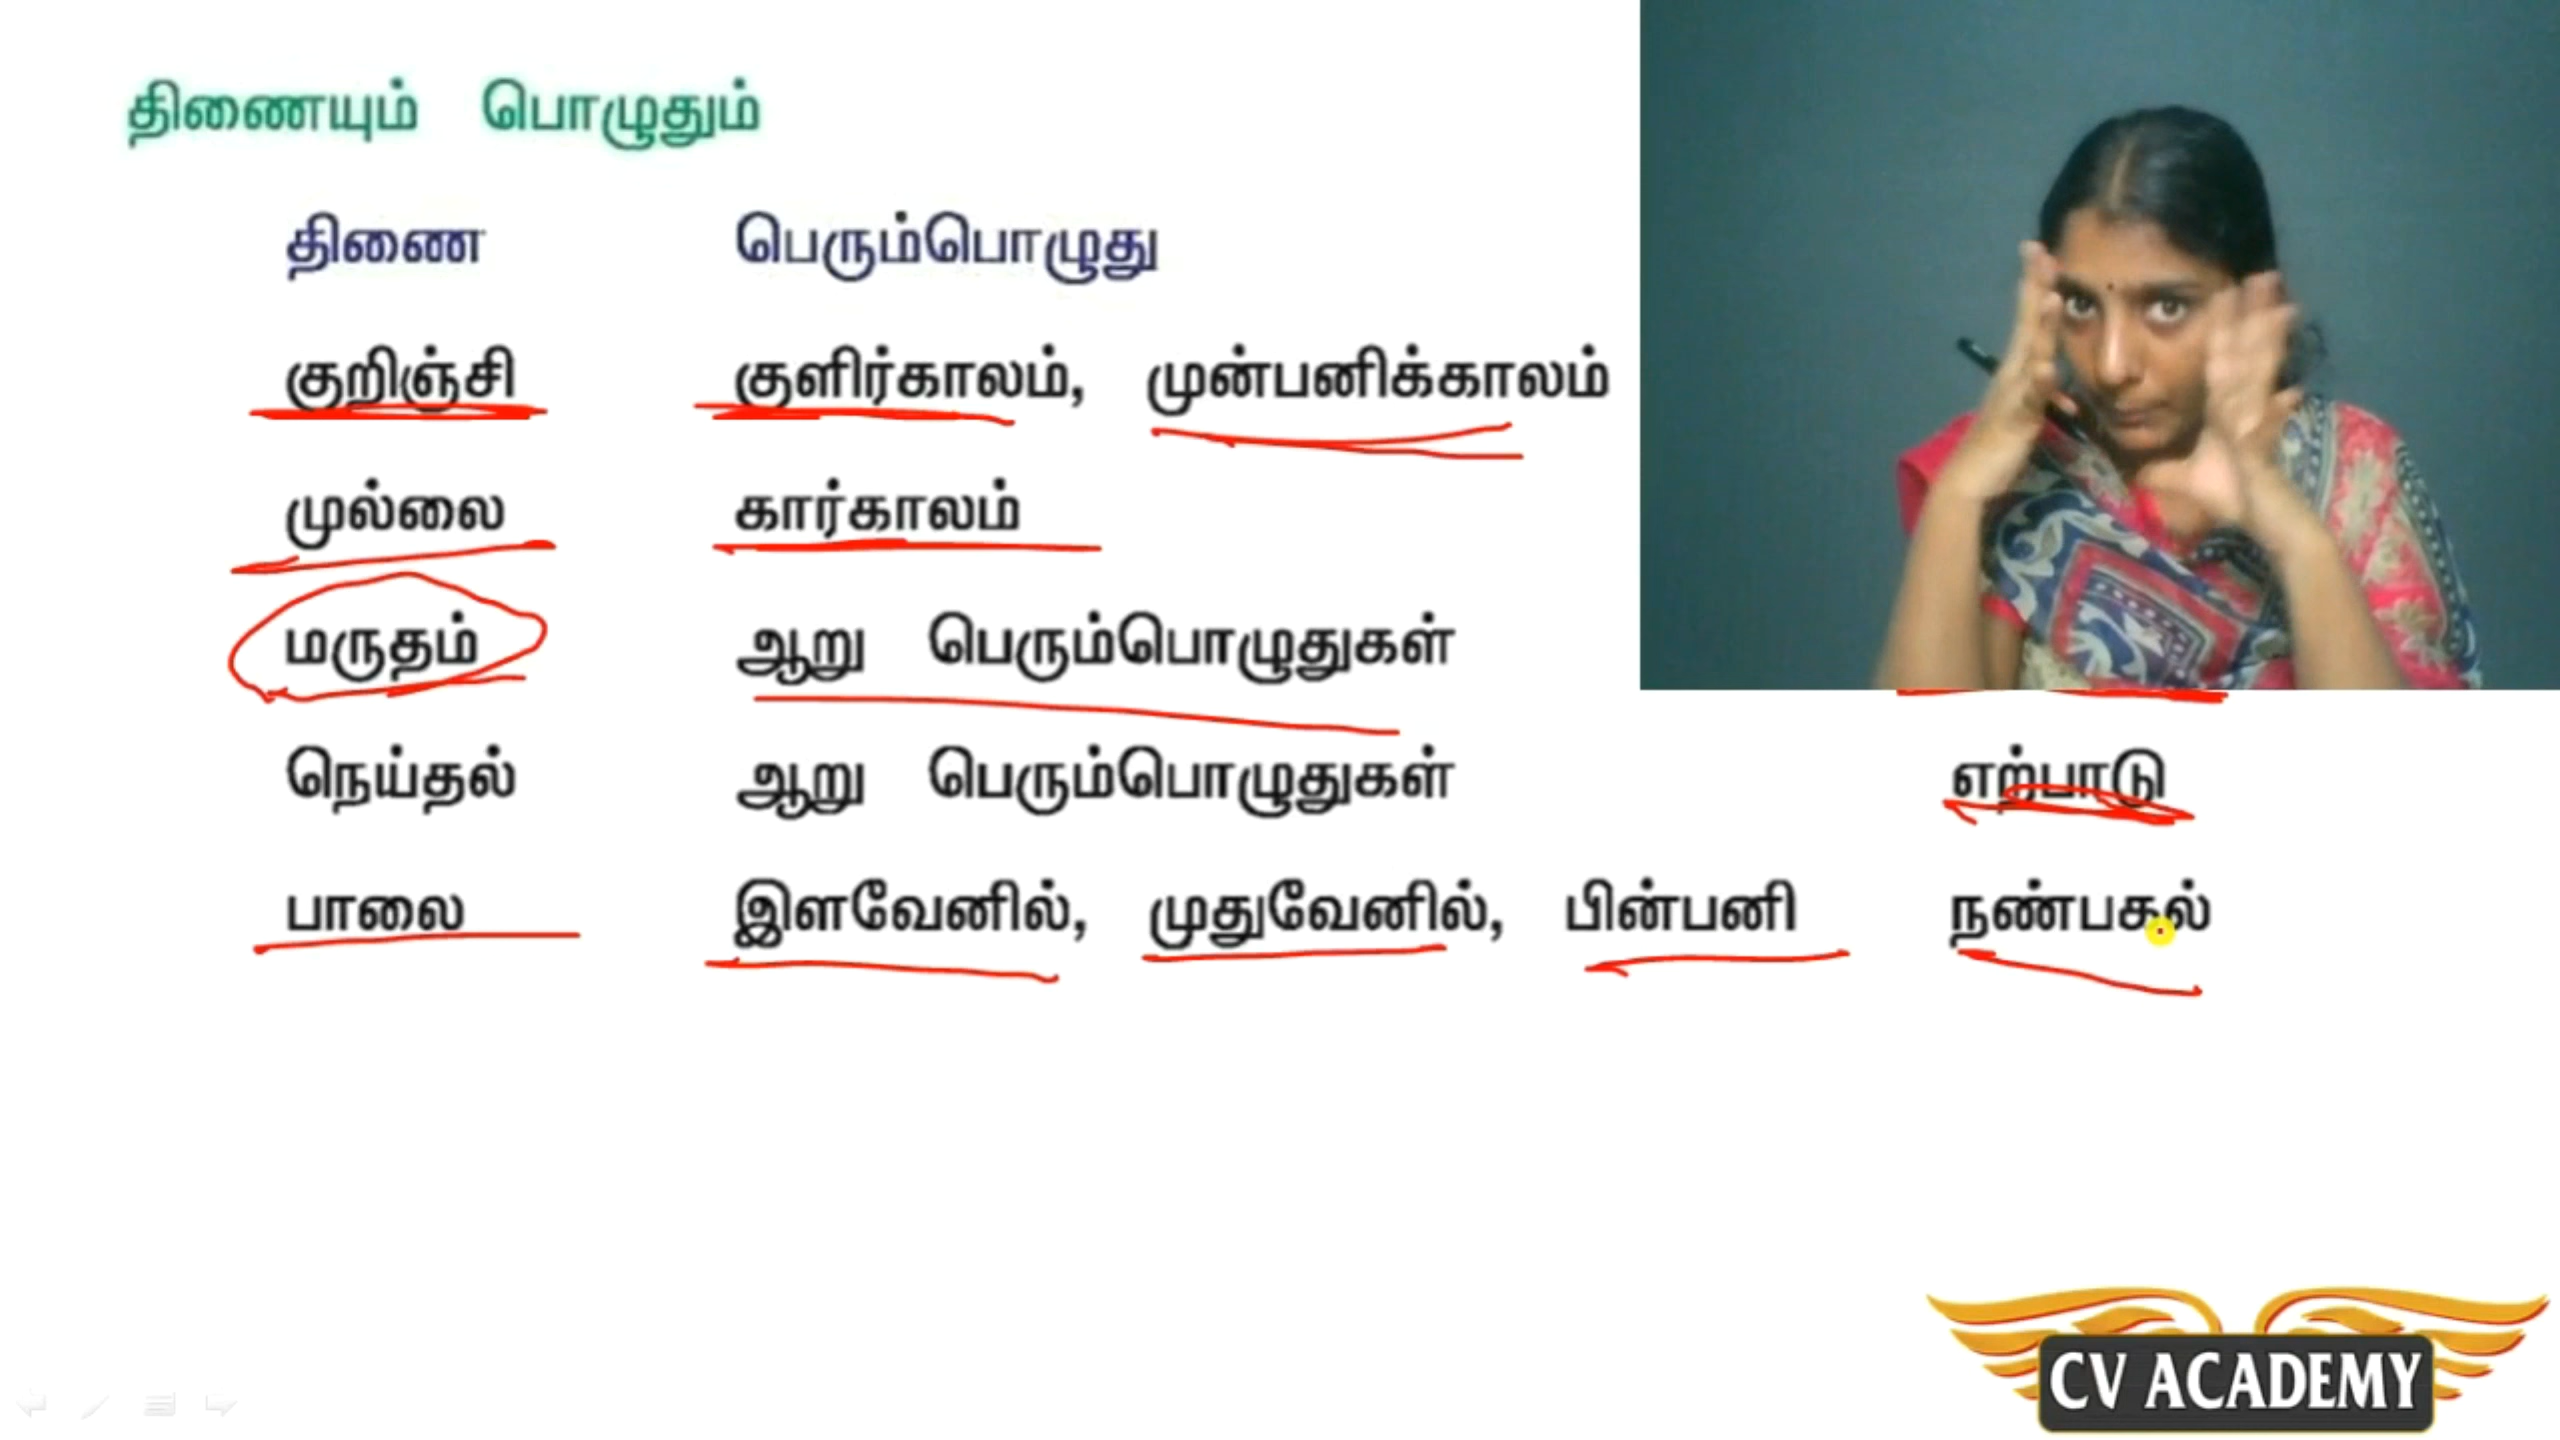 திணையும் பொழுதும்
திணை பெரும்பொழுது
குறிஞ்சி குளிர்காலம், முன்பனிக்காலம்
முல்லை கார்காலம்
மருதம் ஆறு பெரும்பொழுதுகள்
நெய்தல் ஆறு பெரும்பொழுதுகள் எற்பாடு
பாலை இளவேனில், முதுவேனில், பின்பனி நண்பகல்
CV ACADEMY